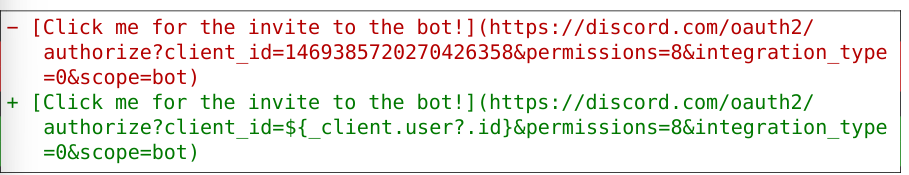 − [Click me for the invite to the bot!](https://discord.com/oauth2/
authorize?client_id=1469385720270426358&permissions=8&integration_type
=0&scope=bot)
+ [Click me for the invite to the bot!](https://discord.com/oauth2/
authorize?client_id=${_client.user?.id}&permissions=8&integration_type
=0&scope=bot)